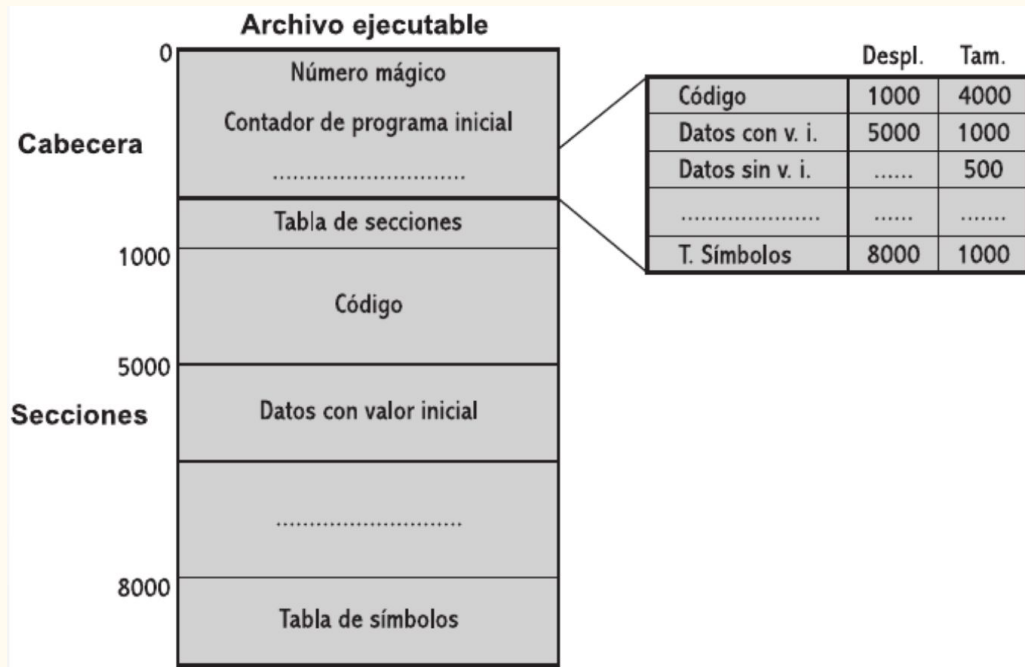 Archivo ejecutable
0
Número mágico
Contador de programa inicial
.............................
Cabecera
Tabla de secciones
1000
Código
5000
Secciones
Datos con valor inicial
............................
8000
Tabla de símbolos
Despl. Tam.
Código 1000 4000
Datos con v. i. 5000 1000
Datos sin v. i. ...... 500
..................... ...... .......
T. Símbolos 8000 1000